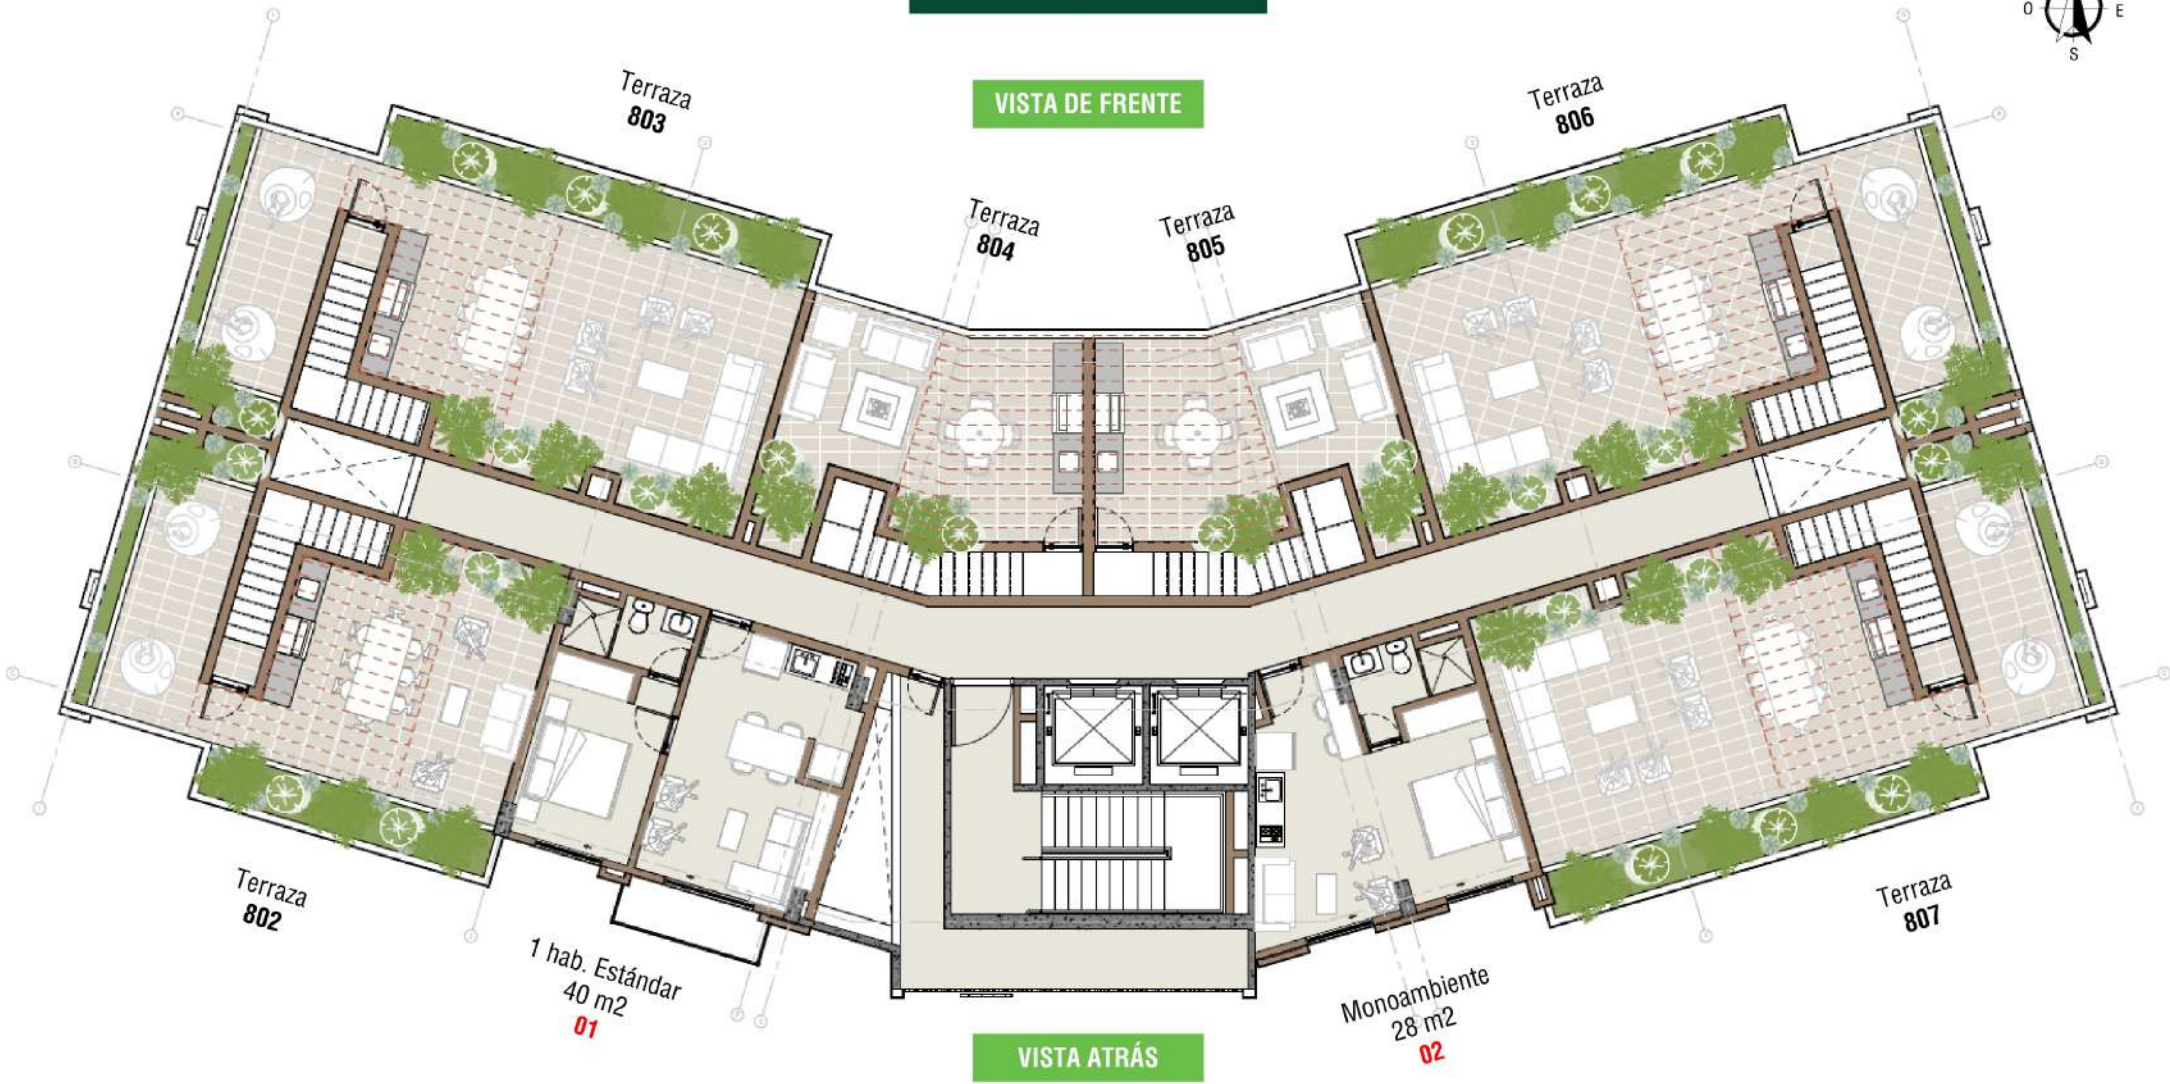 O E
S
VISTA DE FRENTE
Terraza
803
Terraza
806
Terraza
804
Terraza
805
Terraza
802
1 hab. Estándar
40 m2
01
Monoambiente
28 m2
02
Terraza
807
VISTA ATRÁS